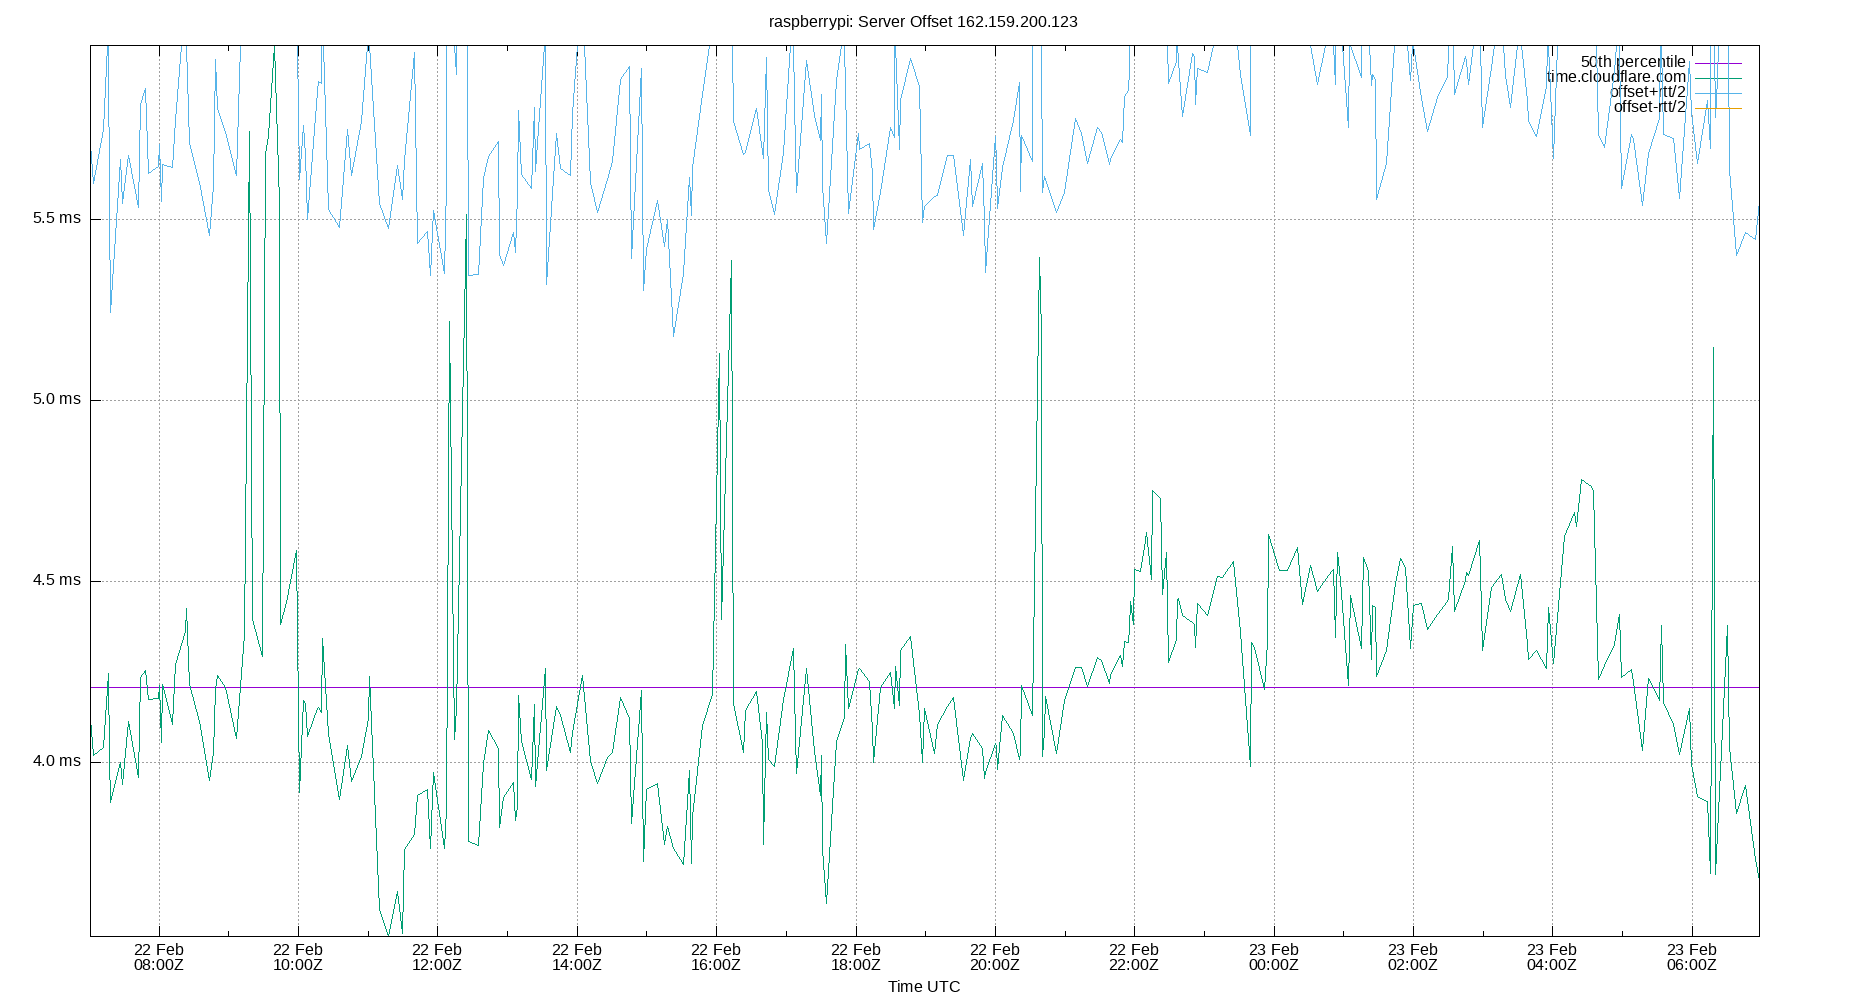 raspberrypi: Server Offset 162.159.200.123
50th percentile
time.cloudflare.com
offset+rtt/2
offset-rtt/2
5.5 ms
5.0 ms
4.5 ms
4.0 ms
22 Feb 22 Feb 22 Feb 22 Feb 22 Feb 22 Feb 22 Feb 22 Feb 23 Feb 23 Feb 23 Feb 23 Feb
08:00Z 10:00Z 12:00Z 14:00Z 16:00Z 18:00Z 20:00Z 22:00Z 00:00Z 02:00Z 04:00Z 06:00Z
Time UTC